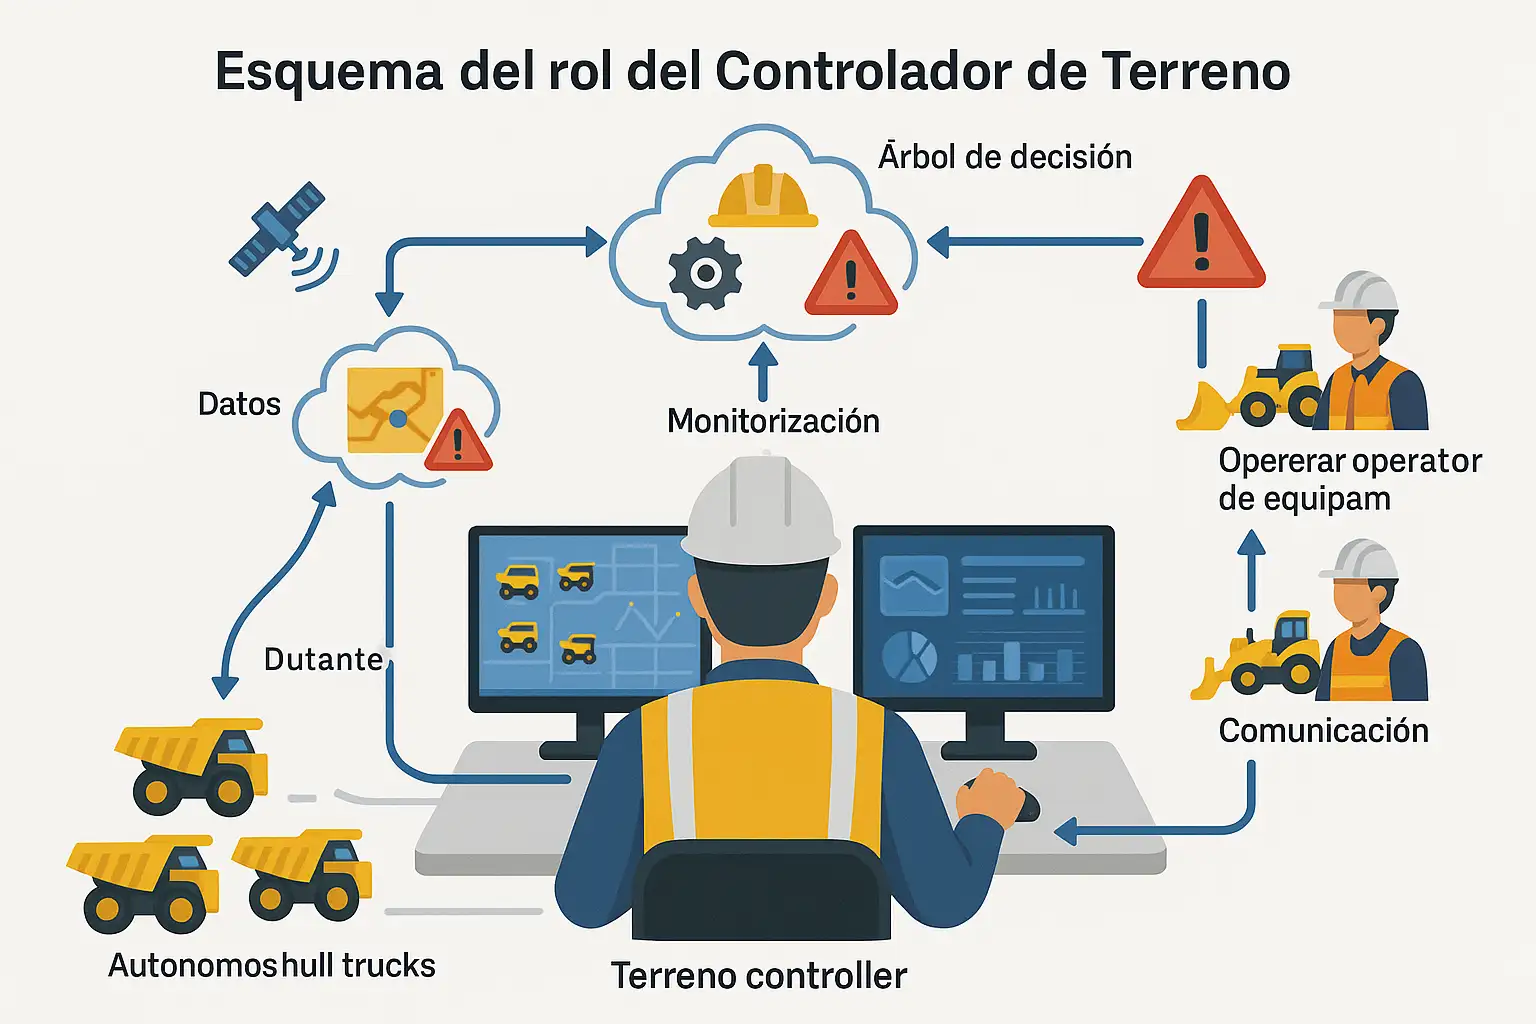 Esquema del rol del Controlador de Terreno
Árbol de decisión
Datos
Monitorización
Opererar operator
de equipam
Dutante
Comunicación
Autonomos hull trucks
Terreno controller